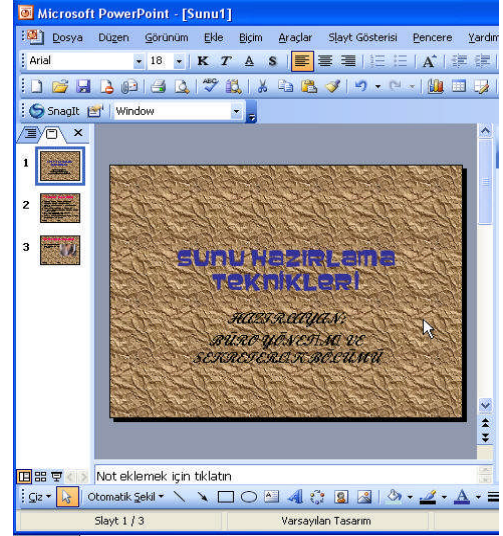 Microsoft PowerPoint - [Sunu1]
Dosya Düzen Görünüm Ekle Biçim Araçlar Slayt Gösterisi Pencere Yardım
Arial 18 K T A S
SnagIt Window
1
2
3
SUNU HAZIRLAMA
TEKNİKLERİ
HAZIRLAYAN:
BÜRO YÖNETİMİ VE
SEKRETERLİK BÖLÜMÜ
Not eklemek için tıklatın
Çiz Otomatik Şekil
Slayt 1 / 3 Varsayılan Tasarım